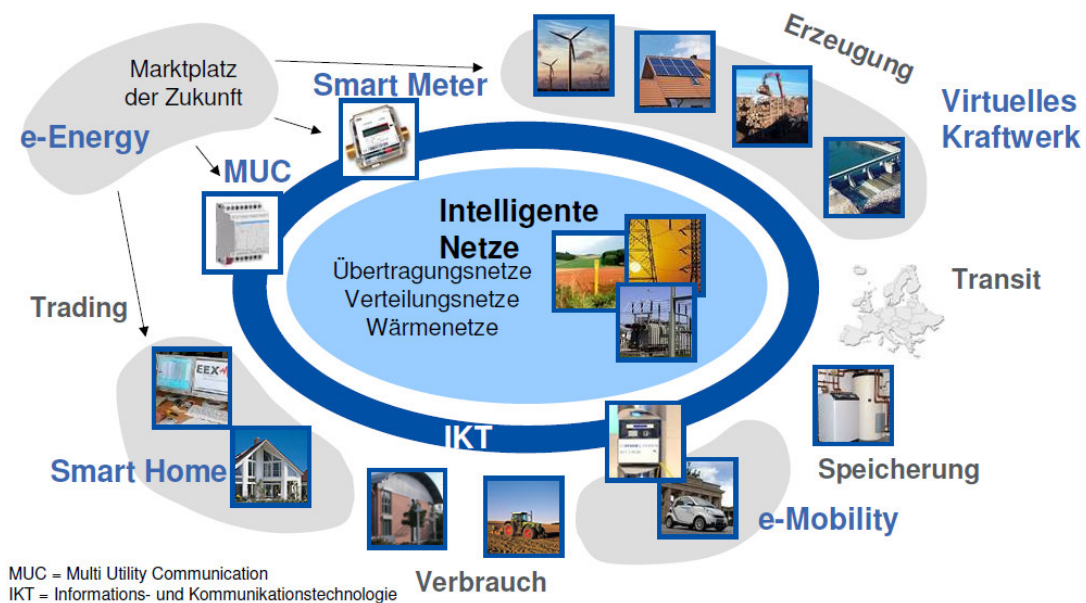 Marktplatz
der Zukunft
e-Energy
Smart Meter
MUC
Erzeugung
Virtuelles
Kraftwerk
Intelligente
Netze
Übertragungsnetze
Verteilungsnetze
Wärmenetze
Transit
Trading
EEX
IKT
Smart Home
Speicherung
e-Mobility
Verbrauch
MUC = Multi Utility Communication
IKT = Informations- und Kommunikationstechnologie